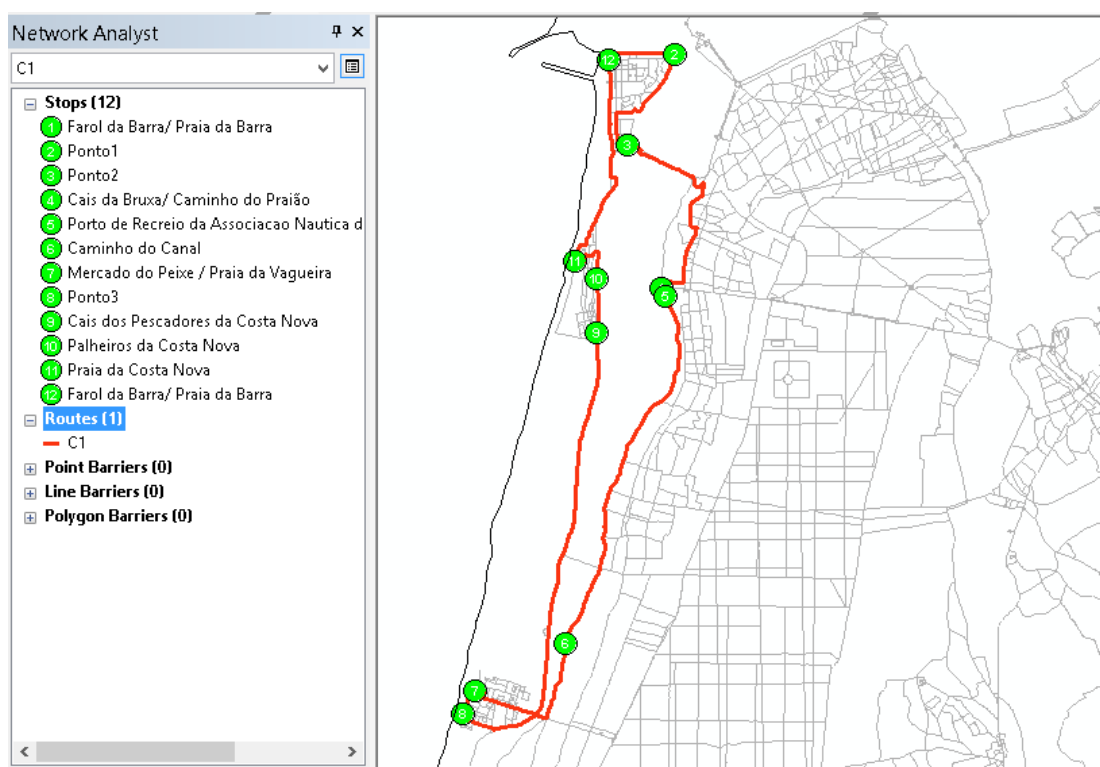 Network Analyst
C1
Stops (12)
1 Farol da Barra/ Praia da Barra
2 Ponto1
3 Ponto2
4 Cais da Bruxa/ Caminho do Praião
5 Porto de Recreio da Associacao Nautica d
6 Caminho do Canal
7 Mercado do Peixe / Praia da Vagueira
8 Ponto3
9 Cais dos Pescadores da Costa Nova
10 Palheiros da Costa Nova
11 Praia da Costa Nova
12 Farol da Barra/ Praia da Barra
Routes (1)
C1
Point Barriers (0)
Line Barriers (0)
Polygon Barriers (0)
12 2
3
11
10
5
9
6
7
8